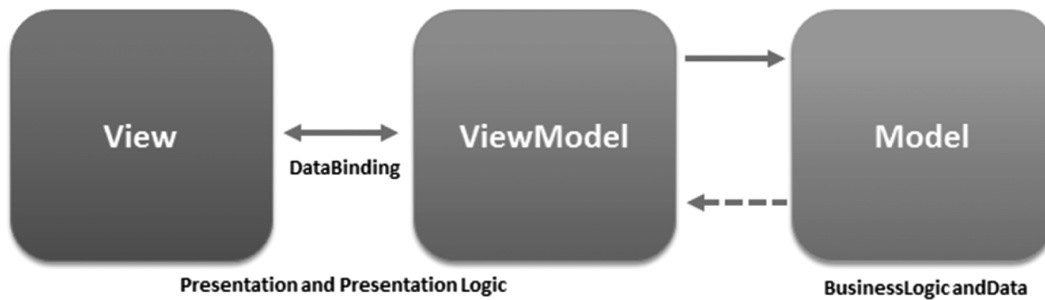 View
ViewModel
Model
DataBinding
Presentation and Presentation Logic
BusinessLogic andData